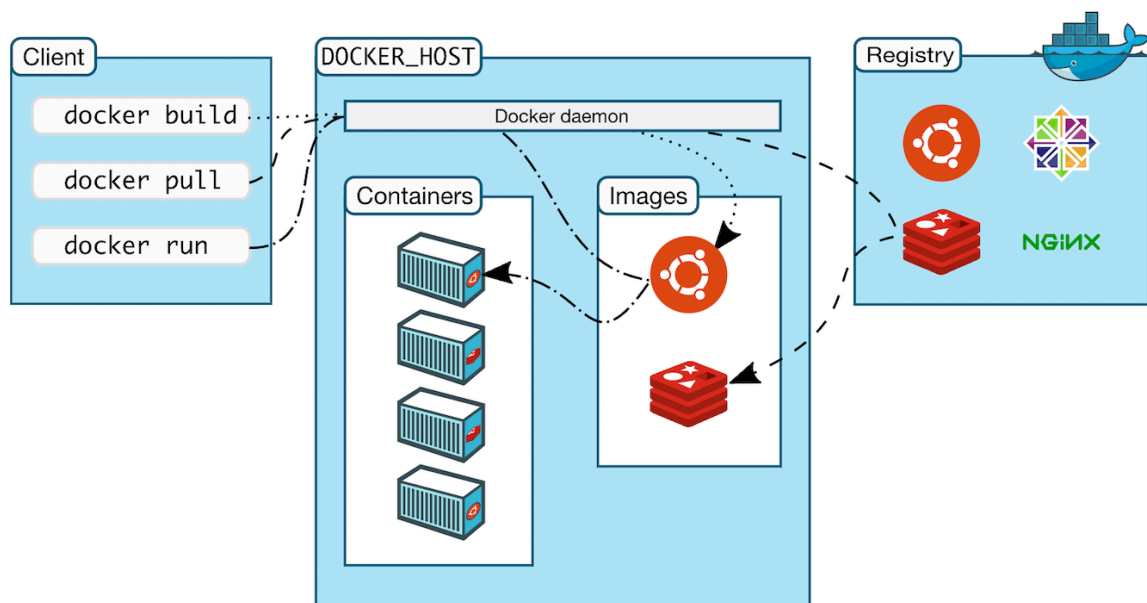 Client
docker build
docker pull
docker run
DOCKER_HOST
Docker daemon
Containers
Images
Registry
NGiNX